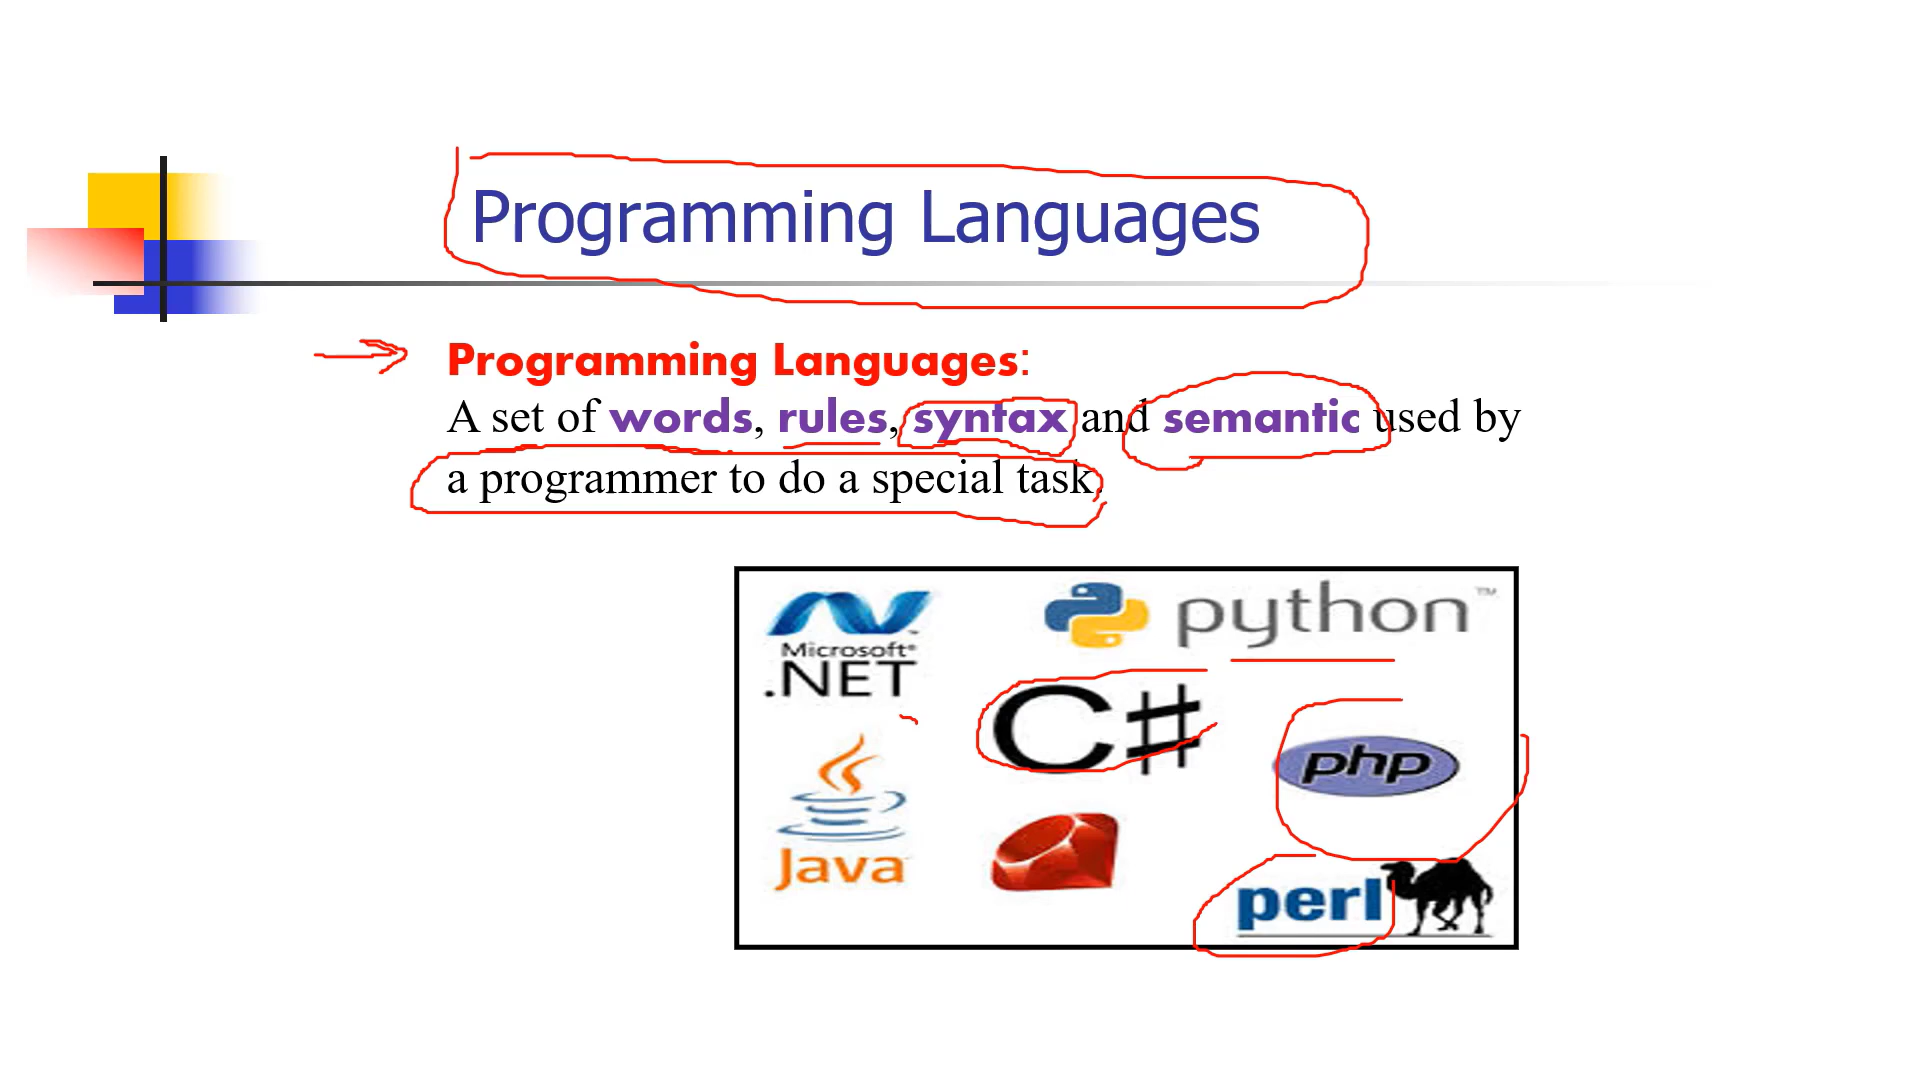 Programming Languages
Programming Languages:
A set of words, rules, syntax and semantic used by
a programmer to do a special task.
python™
Microsoft®
.NET
C#
php
Java
perl